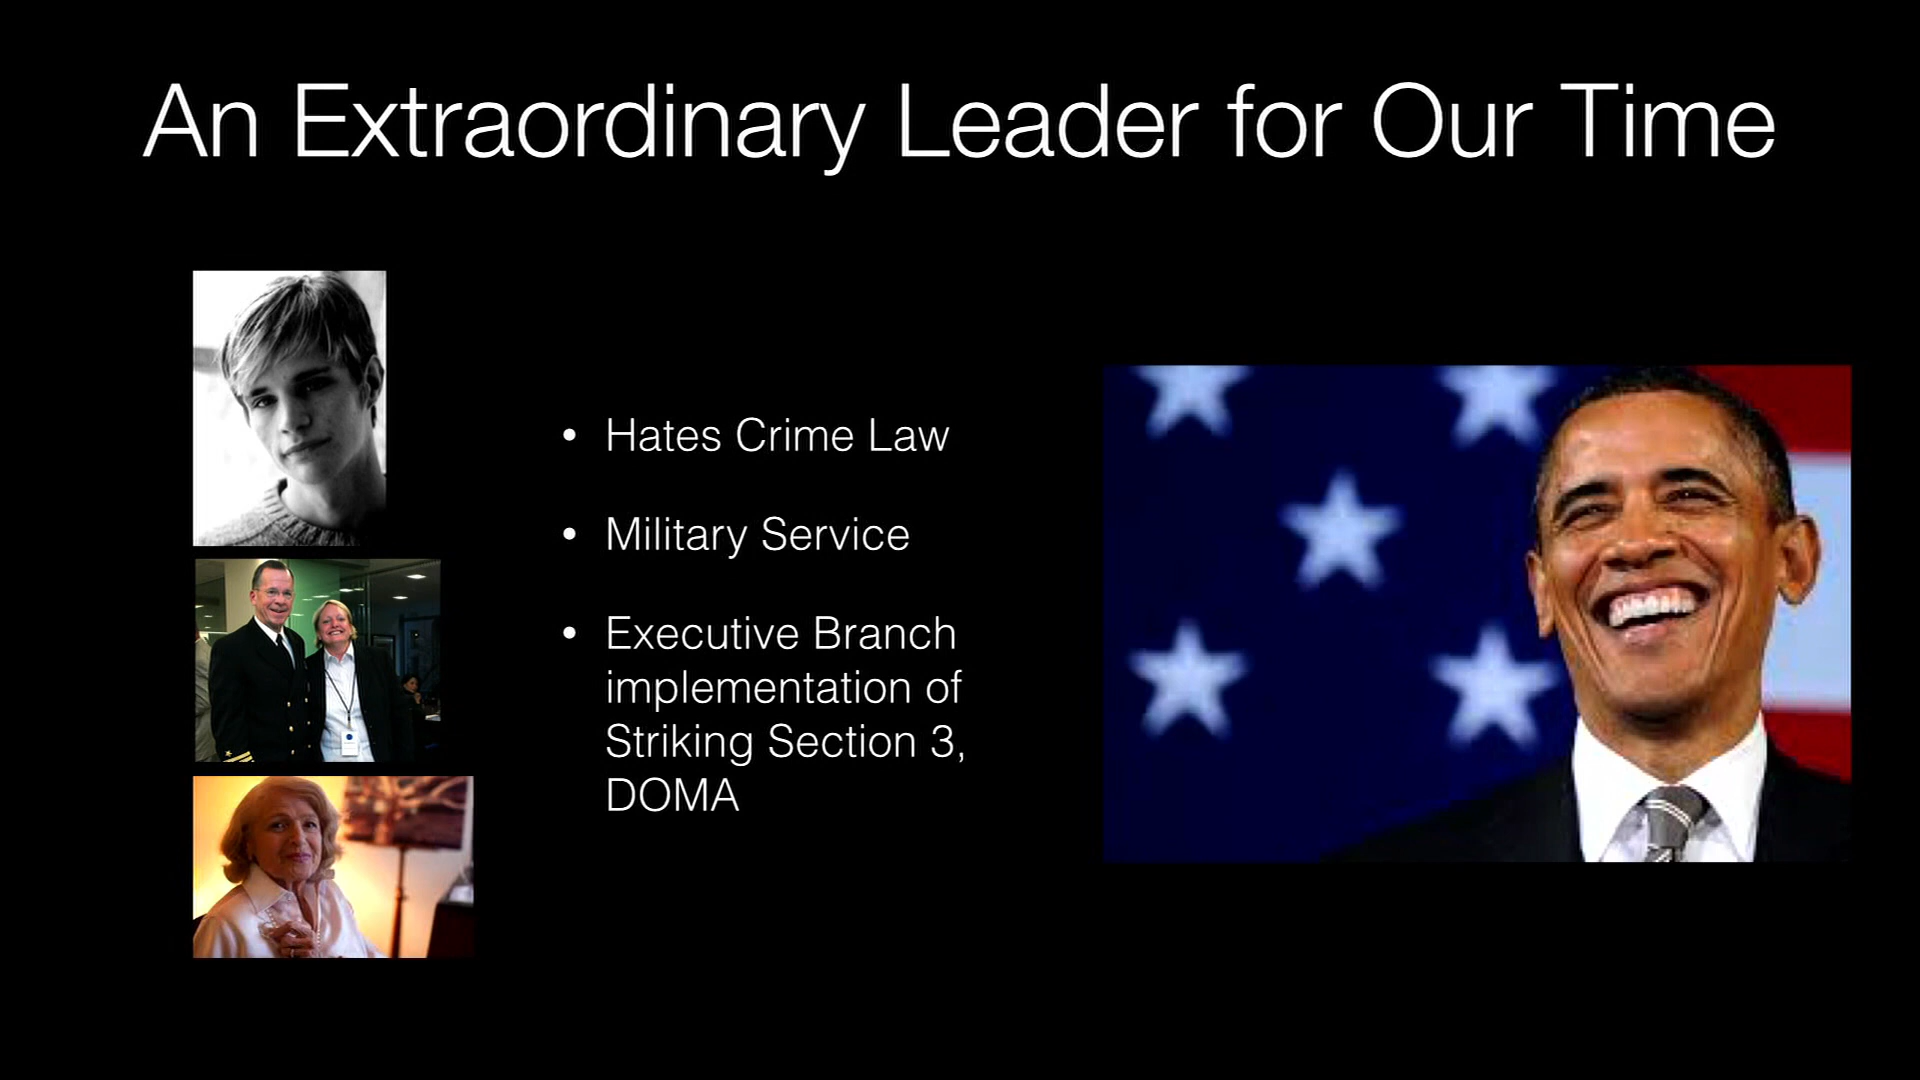 An Extraordinary Leader for Our Time
• Hates Crime Law
• Military Service
• Executive Branch
implementation of
Striking Section 3,
DOMA